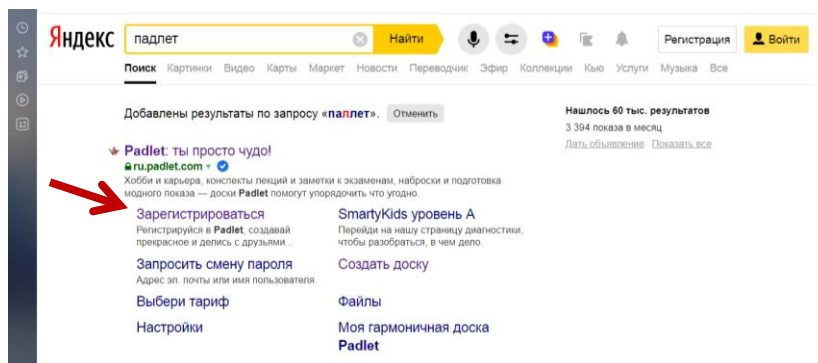 Яндекс падлет Найти Регистрация Войти
Поиск Картинки Видео Карты Маркет Новости Переводчик Эфир Коллекции Кью Услуги Музыка Все
Добавлены результаты по запросу «паллет». Отменить
Нашлось 60 тыс. результатов
3 394 показа в месяц
Дать объявление Показать все
Padlet: ты просто чудо!
ru.padlet.com
Хобби и карьера, конспекты лекций и заметки к экзаменам, наброски и подготовка
модного показа — доски Padlet помогут упорядочить что угодно.
Зарегистрироваться
Регистрируйся в Padlet, создавай
прекрасное и делись с друзьями...
SmartyKids уровень А
Перейди на нашу страницу диагностики,
чтобы разобраться, в чем дело.
Запросить смену пароля
Адрес эл. почты или имя пользователя.
Создать доску
Выбери тариф
Файлы
Настройки
Моя гармоничная доска
Padlet